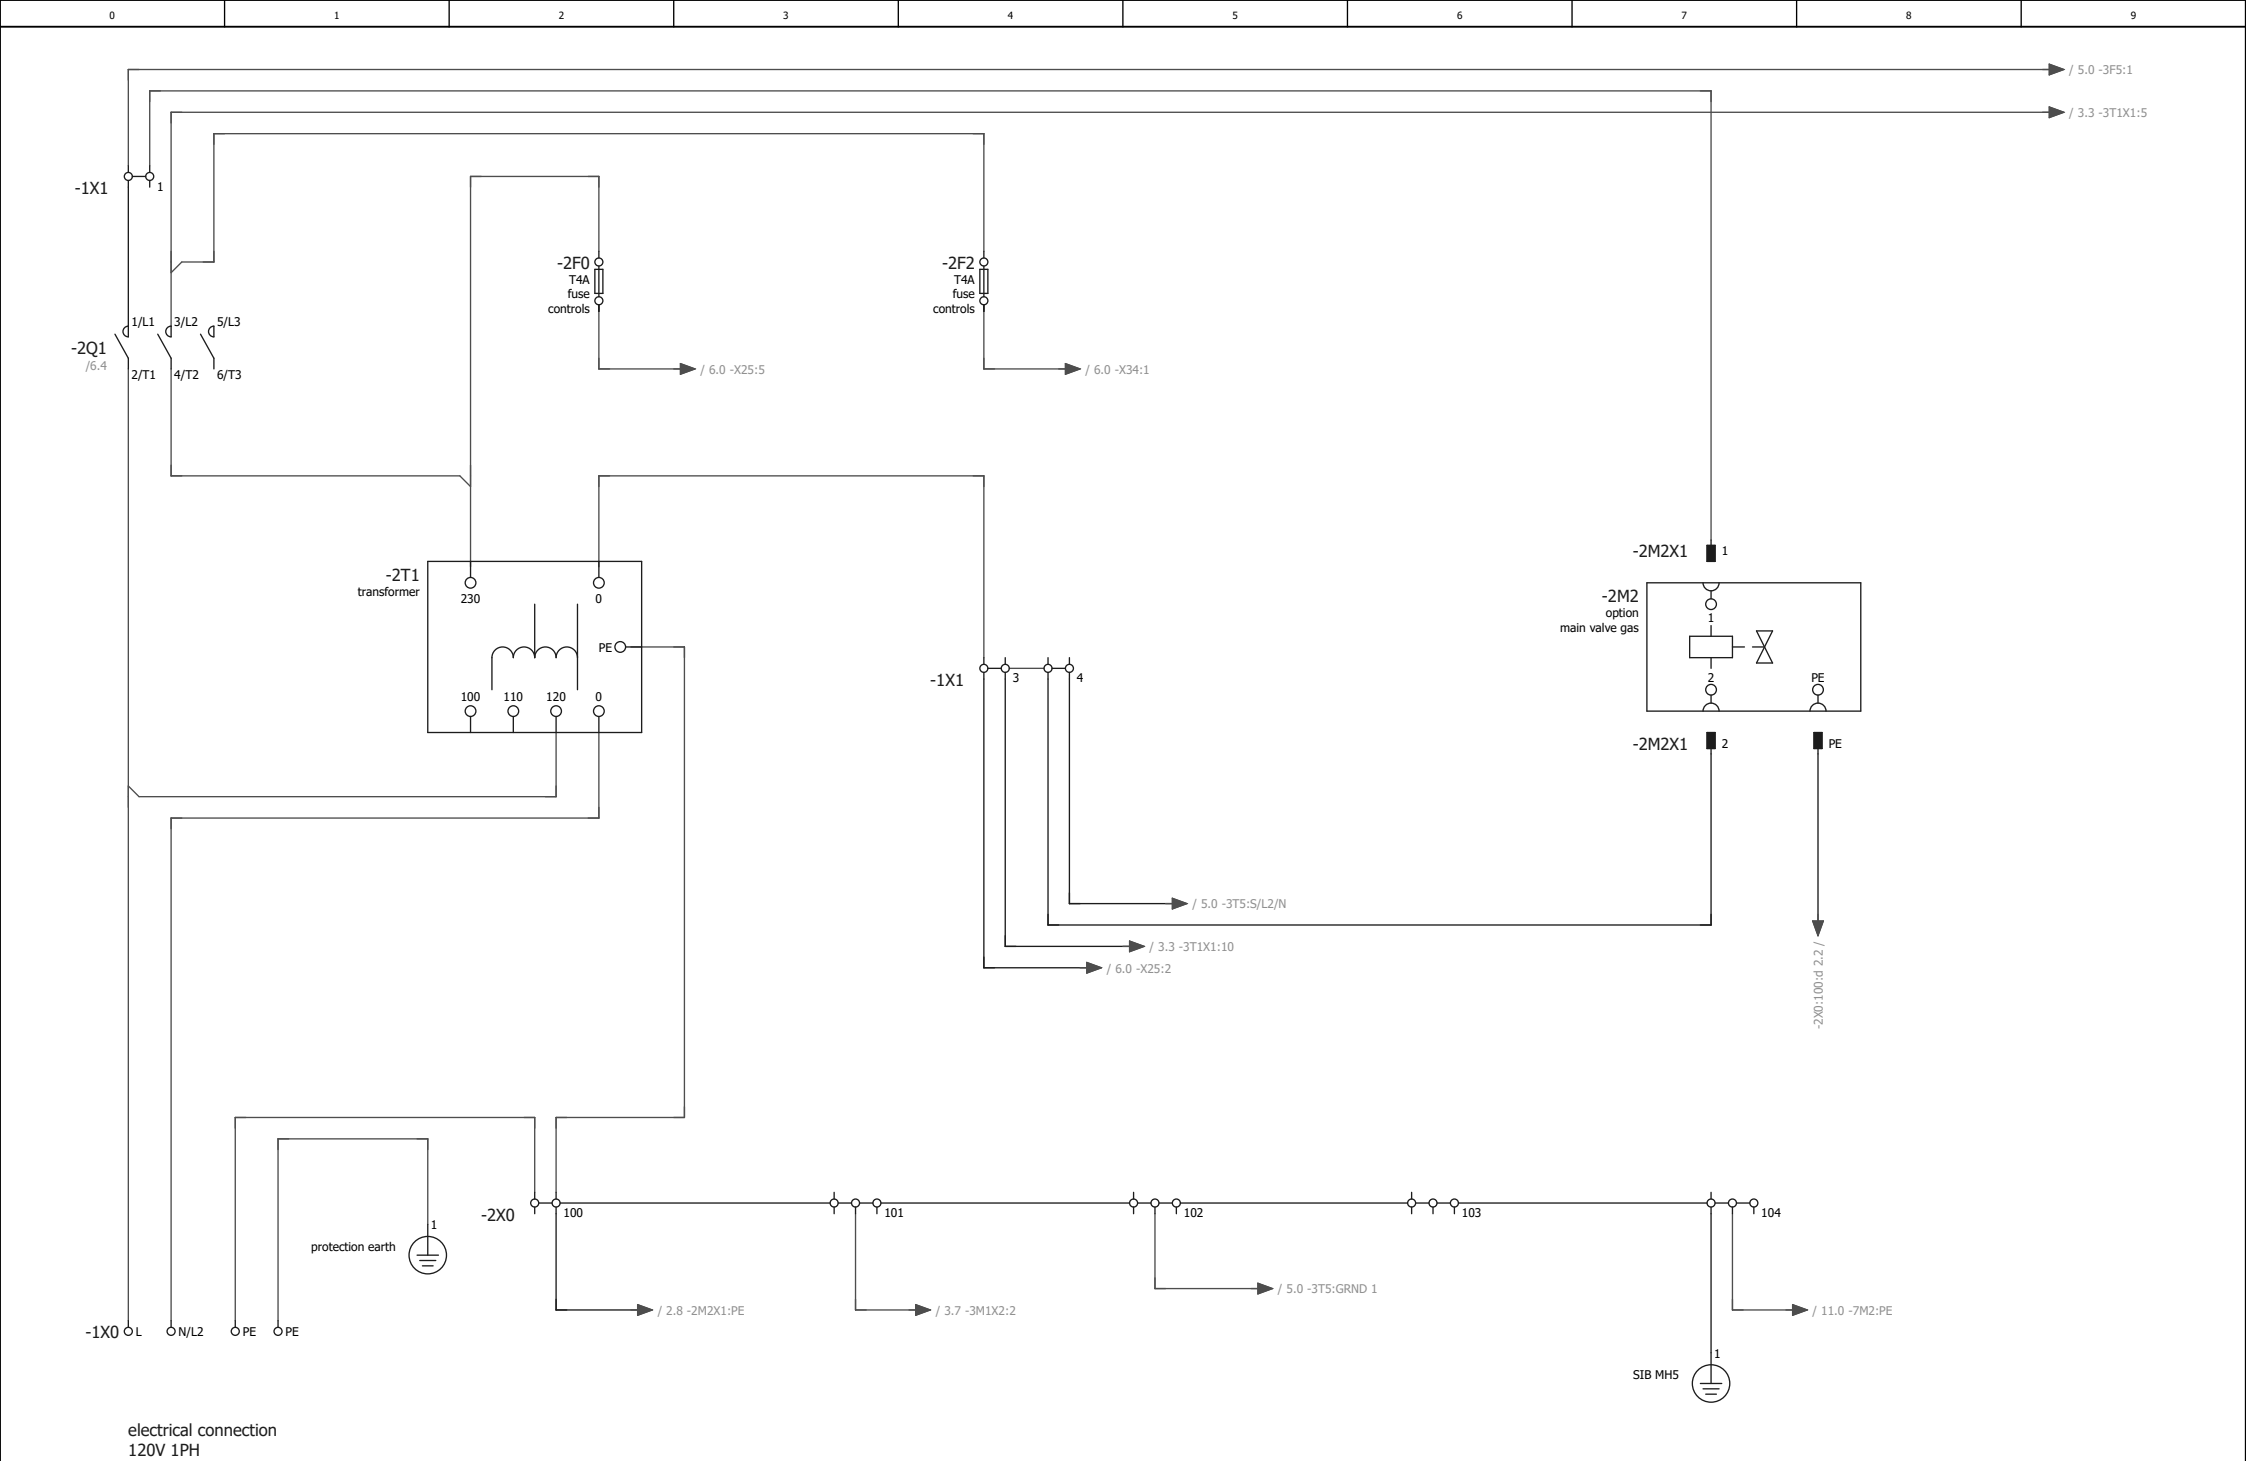 0 1 2 3 4 5 6 7 8 9
/ 5.0 -3F5:1
/ 3.3 -3T1X1:5
-1X1
1
-2F0
T4A
fuse
controls
-2F2
T4A
fuse
controls
1/L1 3/L2 5/L3
-2Q1
/6.4
2/T1 4/T2 6/T3
/ 6.0 -X25:5
/ 6.0 -X34:1
-2M2X1 1
-2T1
transformer
230 0
PE
100 110 120 0
-2M2
option
main valve gas
1
2
PE
-1X1
3 4
-2M2X1 2 PE
/ 5.0 -3T5:S/L2/N
/ 3.3 -3T1X1:10
/ 6.0 -X25:2
-2X0:100:d 2.2 /
-2X0
100 101 102 103 104
1
protection earth
/ 5.0 -3T5:GRND 1
/ 2.8 -2M2X1:PE
/ 3.7 -3M1X2:2
/ 11.0 -7M2:PE
-1X0 L N/L2 PE PE
1
SIB MH5
electrical connection
120V 1PH